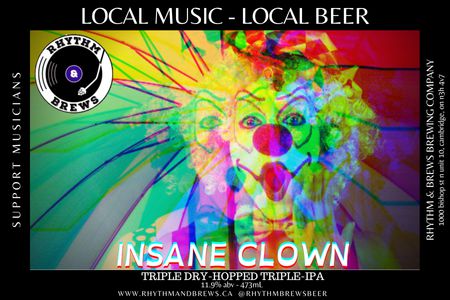 LOCAL MUSIC - LOCAL BEER
RHYTHM
&
BREWS
SUPPORT MUSICIANS
RHYTHM & BREWS BREWING COMPANY
1000 bishop st n unit 10, cambridge, on n3h 4v7
INSANE CLOWN
TRIPLE DRY-HOPPED TRIPLE-IPA
11.9% abv - 473mL
WWW.RHYTHMANDBREWS.CA @RHYTHMBREWSBEER